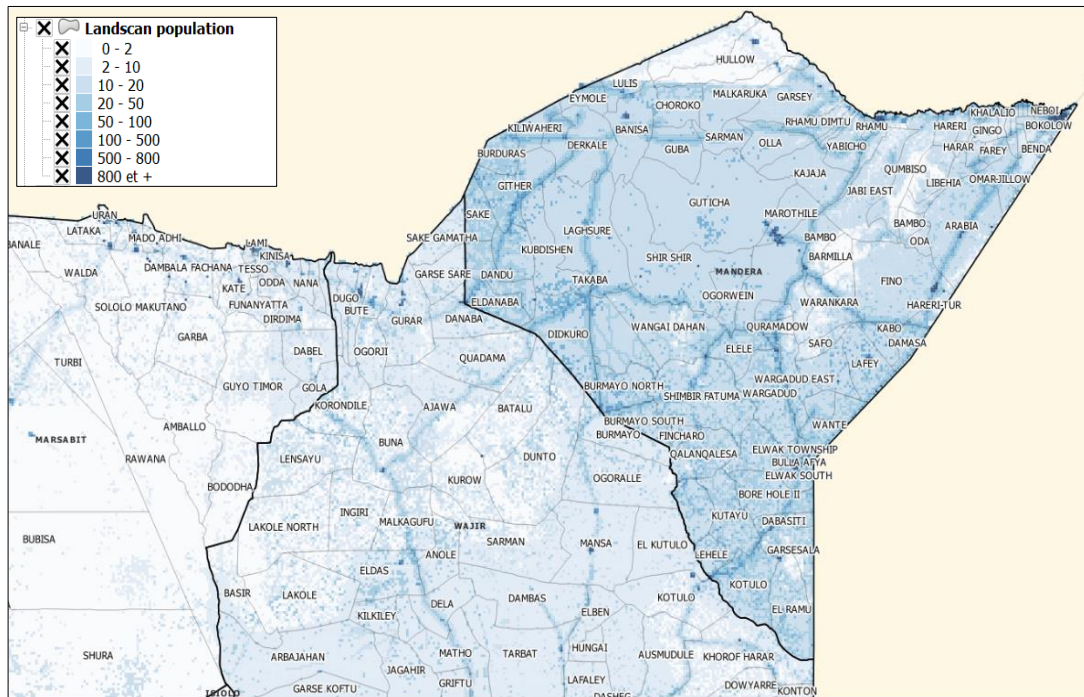 Landscan population
0 - 2
2 - 10
10 - 20
20 - 50
50 - 100
100 - 500
500 - 800
800 et +
HULLOW
LULIS
EYMOLE
CHOROKO
MALKARUKA
GARSEY
KILIWAHERI
BANISA
RHAMU DIMTU
RHAMU
KHALALIO
NEBOI
HARERI
GINGO
BOKOLOW
DERKALE
SARMAN
OLLA
YABICHO
HARAR
FAREY
BENDA
BURDURAS
GUBA
QUMBISO
KAJAJA
JABI EAST
LIBEHIA
OMAR-JILLOW
GITHER
SAKE
GUTICHA
MAROTHILE
BAMBO
ARABIA
URAN
LATAKA
MADO ADHI
LAMI
SAKE GAMATHA
LAGHSURE
BAMBO
ODA
BANALE
KINISA
KUBDISHEN
SHIR SHIR
BARMILLA
WALDA
DAMBALA FACHANA
TESSO
GARSE SARE
DANDU
TAKABA
MANDERA
FINO
KATE
ODDA
NANA
DUGO
ELDANABA
OGORWEIN
WARANKARA
HARERI-TUR
SOLOLO MAKUTANO
FUNANYATTA
BUTE
DIRDIMA
GURAR
DANABA
WANGAI DAHAN
QURAMADOW
KABO
GARBA
DIDKURO
SAFO
DAMASA
DABEL
OGORJI
QUADAMA
ELELE
LAFEY
TURBI
GUYO TIMOR
GOLA
BURMAYO NORTH
WARGADUD EAST
SHIMBIR FATUMA
WARGADUD
KORONDILE
AJAWA
BATALU
AMBALLO
BURMAYO SOUTH
WANTE
MARSABIT
BUNA
BURMAYO
FINCHARO
RAWANA
LENSAYU
DUNTO
QALANQALESA
ELWAK TOWNSHIP
BULLA AFYA
BODODHA
KUROW
OGORALLE
ELWAK SOUTH
BORE HOLE II
INGIRI
KUTAYU
LAKOLE NORTH
MALKAGUFU
WAJIR
DABASITI
BUBISA
SARMAN
MANSA
EL KUTULO
ANOLE
LEHELE
GARSESALA
ELDAS
BASIR
LAKOLE
KOTULO
KOTULO
DELA
DAMBAS
ELBEN
EL RAMU
KILKILEY
SHURA
ARBAJAHAN
MATHO
TARBAT
HUNGAI
AUSMUDULE
KHOROF HARAR
JAGAHIR
GARSE KOFTU
GRIFTU
LAFALEY
DOWYARRE
KONTON
ISIOLO
DASHEG